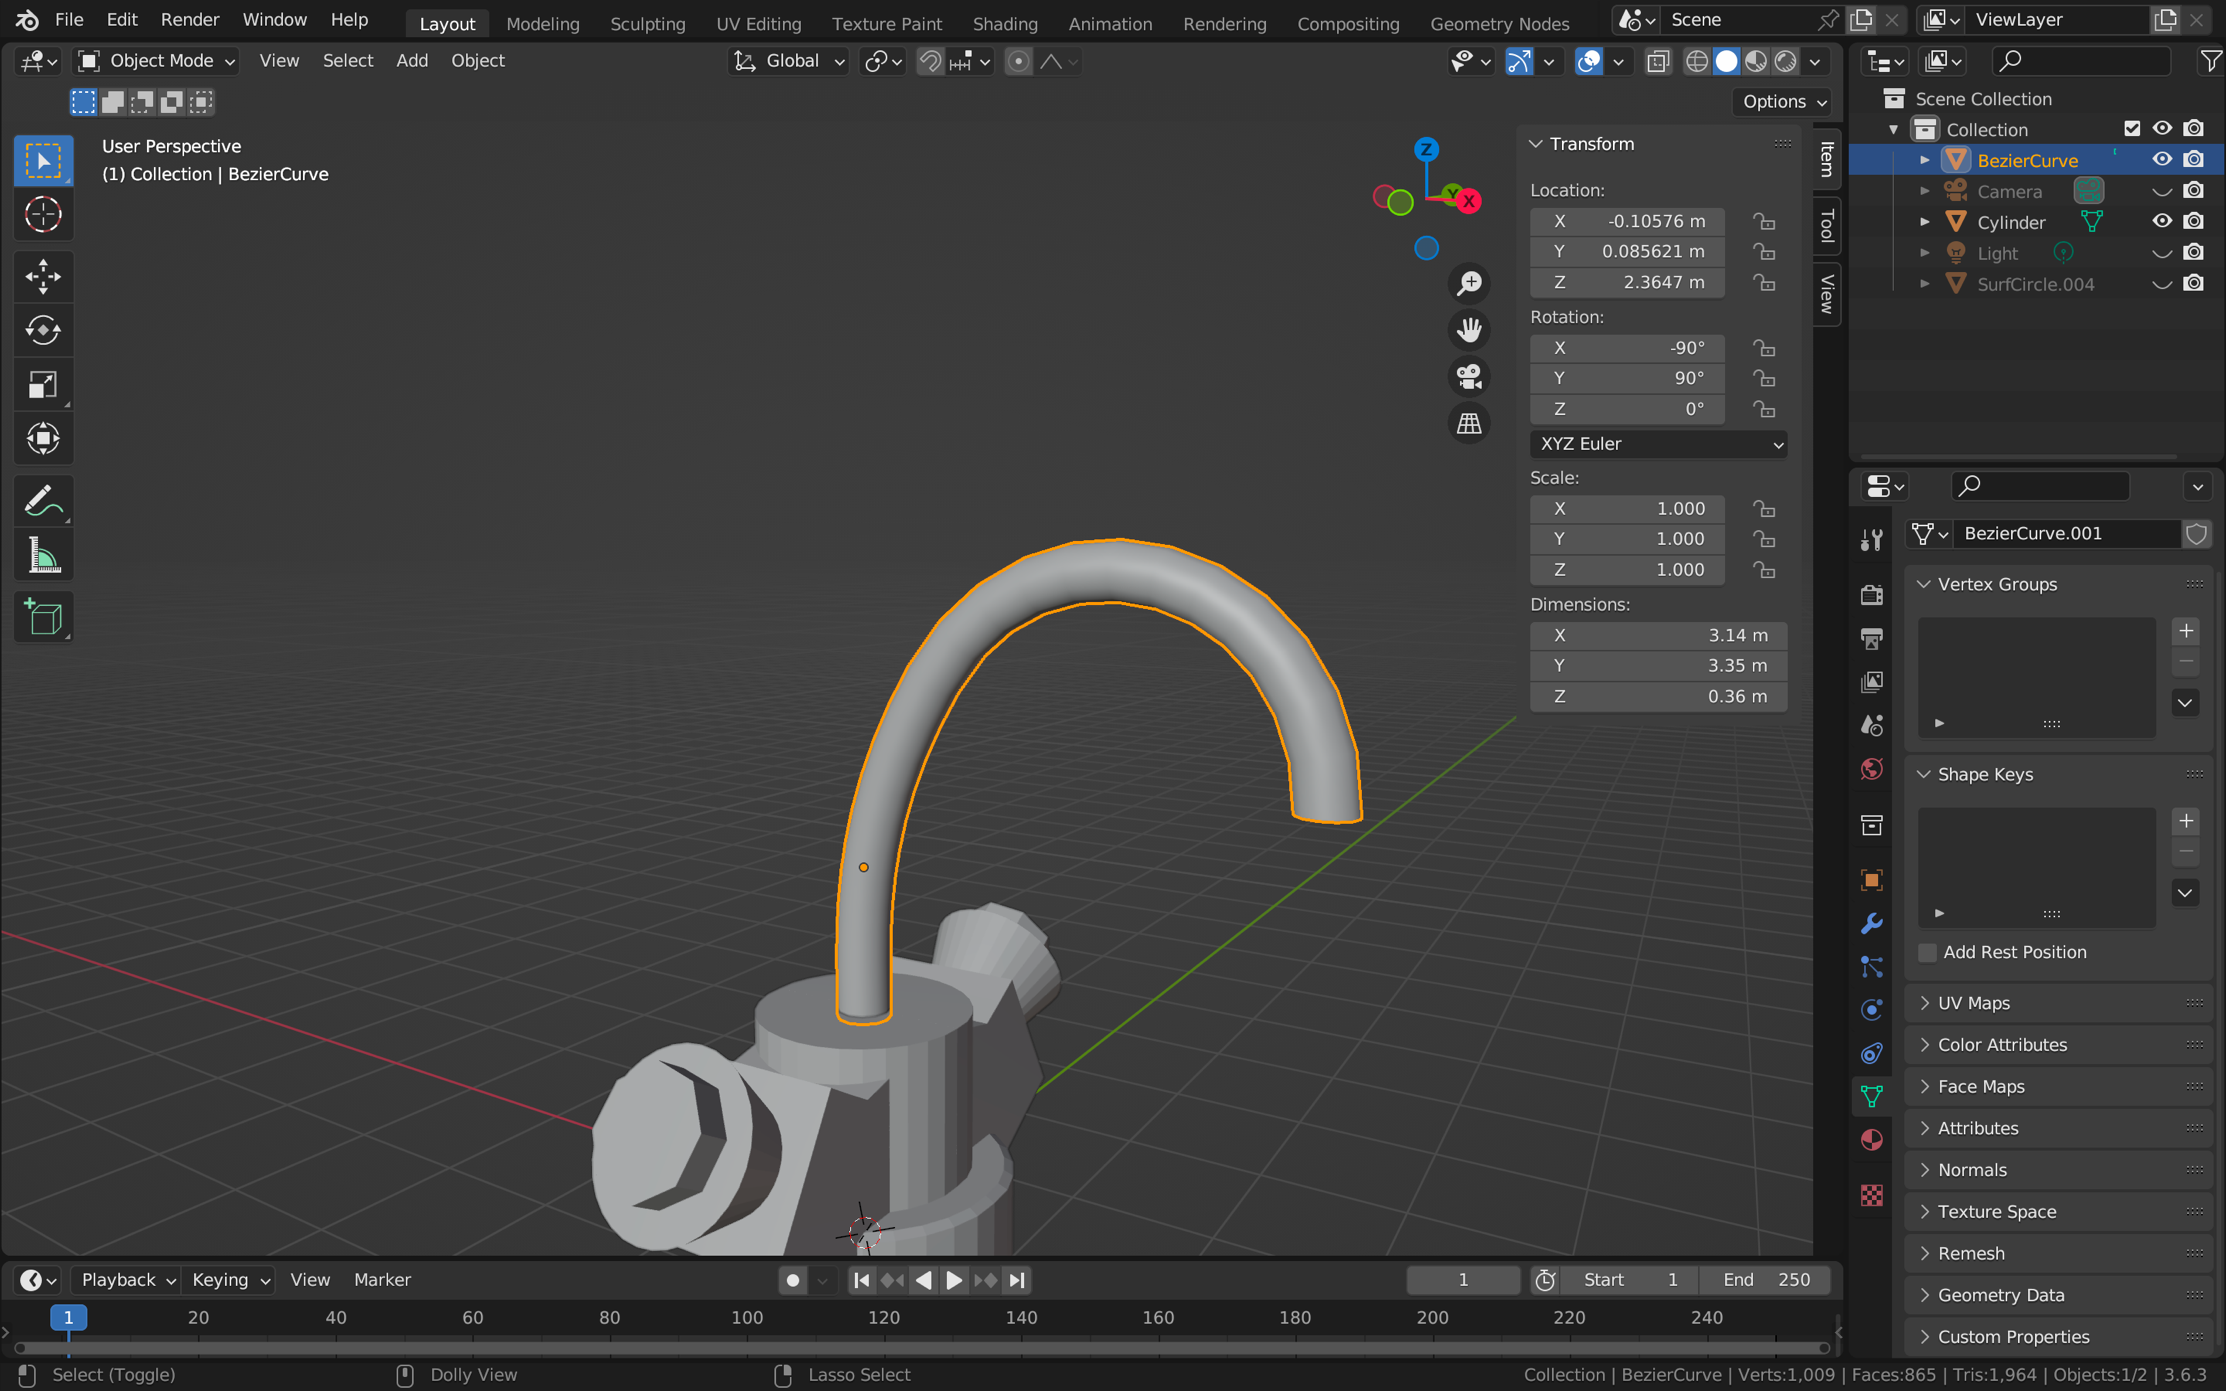 File Edit Render Window Help Layout Modeling Sculpting UV Editing Texture Paint Shading Animation Rendering Compositing Geometry Nodes Scene ViewLayer
Object Mode View Select Add Object Global
Options
User Perspective
(1) Collection | BezierCurve
Z
Y
X
Transform
Location:
X -0.10576 m
Y 0.085621 m
Z 2.3647 m
Rotation:
X -90°
Y 90°
Z 0°
XYZ Euler
Scale:
X 1.000
Y 1.000
Z 1.000
Dimensions:
X 3.14 m
Y 3.35 m
Z 0.36 m
Item
Tool
View
Scene Collection
Collection
BezierCurve
Camera
Cylinder
Light
SurfCircle.004
BezierCurve.001
Vertex Groups
Shape Keys
Add Rest Position
UV Maps
Color Attributes
Face Maps
Attributes
Normals
Texture Space
Remesh
Geometry Data
Custom Properties
Playback Keying View Marker 1 Start 1 End 250
1 20 40 60 80 100 120 140 160 180 200 220 240
Select (Toggle) Dolly View Lasso Select Collection | BezierCurve | Verts:1,009 | Faces:865 | Tris:1,964 | Objects:1/2 | 3.6.3